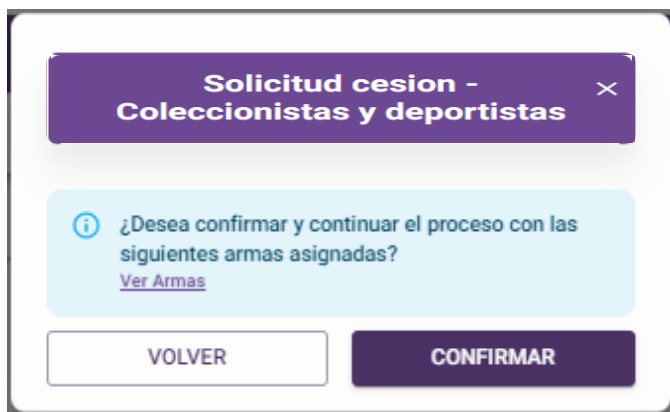 Solicitud cesion -
Coleccionistas y deportistas
¿Desea confirmar y continuar el proceso con las
siguientes armas asignadas?
Ver Armas
VOLVER
CONFIRMAR